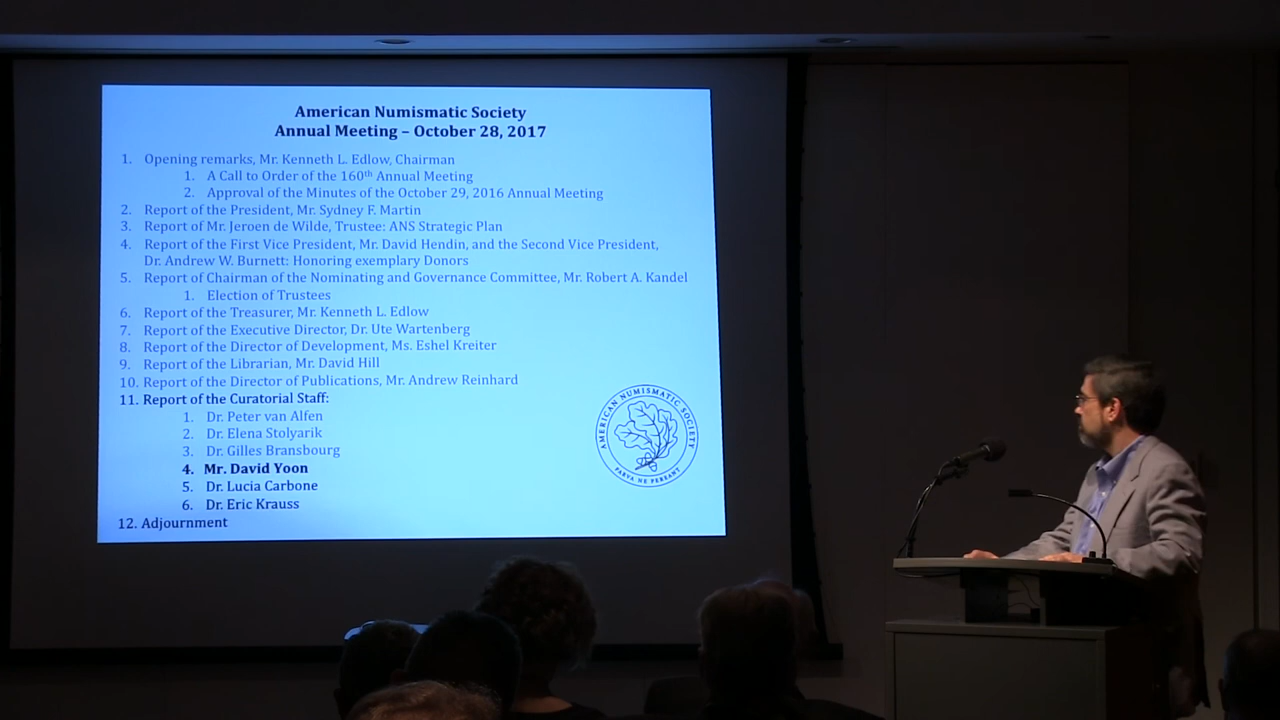 American Numismatic Society
Annual Meeting – October 28, 2017
1. Opening remarks, Mr. Kenneth L. Edlow, Chairman
1. A Call to Order of the 160th Annual Meeting
2. Approval of the Minutes of the October 29, 2016 Annual Meeting
2. Report of the President, Mr. Sydney F. Martin
3. Report of Mr. Jeroen de Wilde, Trustee: ANS Strategic Plan
4. Report of the First Vice President, Mr. David Hendin, and the Second Vice President,
Dr. Andrew W. Burnett: Honoring exemplary Donors
5. Report of Chairman of the Nominating and Governance Committee, Mr. Robert A. Kandel
1. Election of Trustees
6. Report of the Treasurer, Mr. Kenneth L. Edlow
7. Report of the Executive Director, Dr. Ute Wartenberg
8. Report of the Director of Development, Ms. Eshel Kreiter
9. Report of the Librarian, Mr. David Hill
10. Report of the Director of Publications, Mr. Andrew Reinhard
11. Report of the Curatorial Staff:
1. Dr. Peter van Alfen
2. Dr. Elena Stolyarik
3. Dr. Gilles Bransbourg
4. Mr. David Yoon
5. Dr. Lucia Carbone
6. Dr. Eric Krauss
12. Adjournment
AMERICAN NUMISMATIC SOCIETY
PARVA NE PEREANT